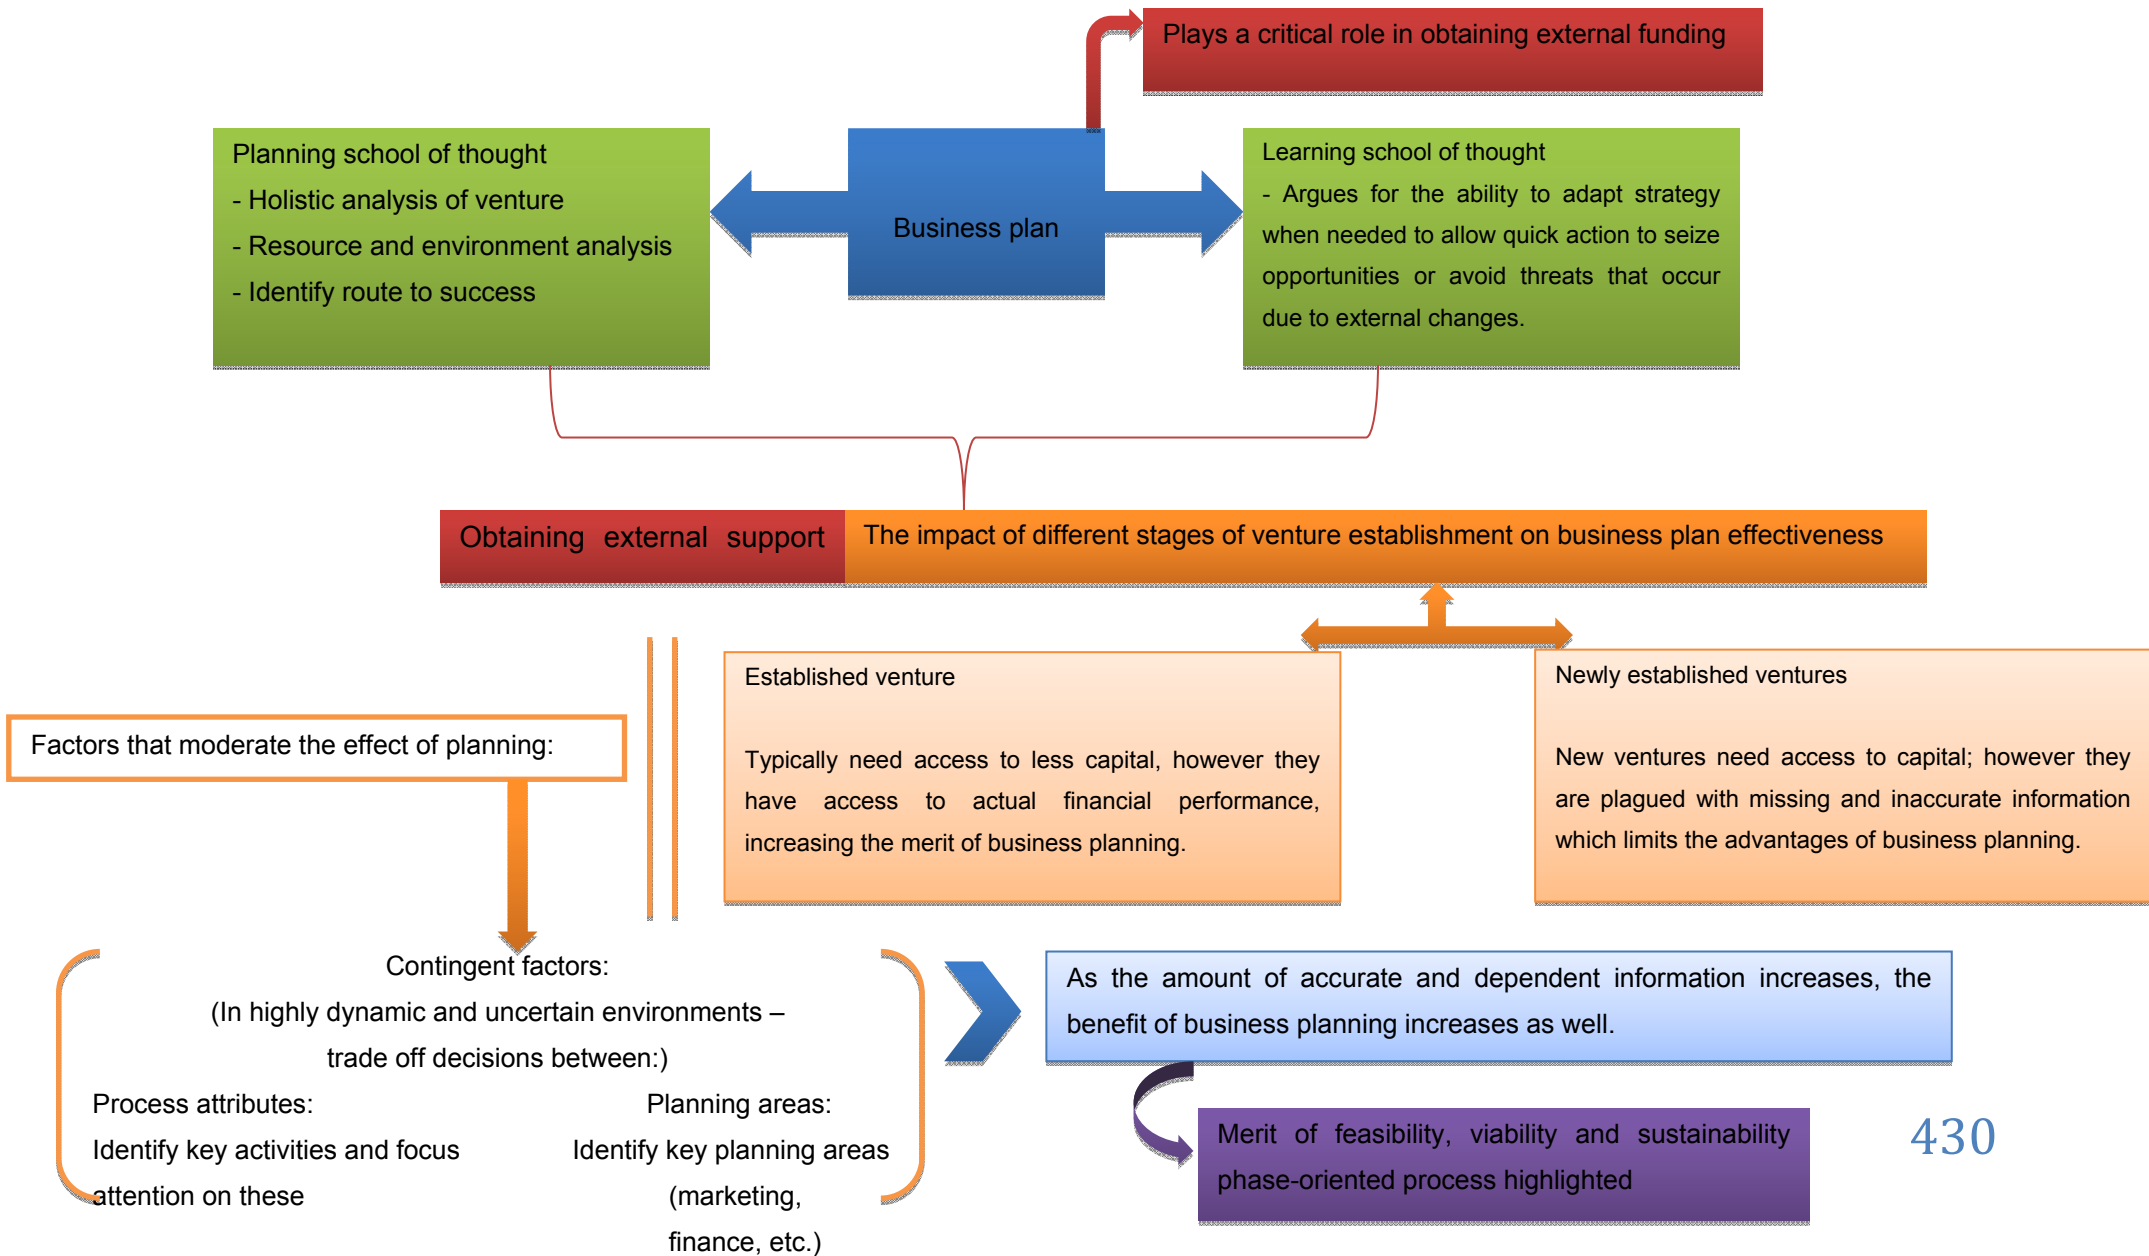 Plays a critical role in obtaining external funding
Planning school of thought
- Holistic analysis of venture
- Resource and environment analysis
- Identify route to success
Business plan
Learning school of thought
- Argues for the ability to adapt strategy
when needed to allow quick action to seize
opportunities or avoid threats that occur
due to external changes.
Obtaining external support
The impact of different stages of venture establishment on business plan effectiveness
Established venture
Typically need access to less capital, however they
have access to actual financial performance,
increasing the merit of business planning.
Newly established ventures
New ventures need access to capital; however they
are plagued with missing and inaccurate information
which limits the advantages of business planning.
Factors that moderate the effect of planning:
Contingent factors:
(In highly dynamic and uncertain environments –
trade off decisions between:)
Process attributes:
Identify key activities and focus
attention on these
Planning areas:
Identify key planning areas
(marketing,
finance, etc.)
As the amount of accurate and dependent information increases, the
benefit of business planning increases as well.
Merit of feasibility, viability and sustainability
phase-oriented process highlighted
430